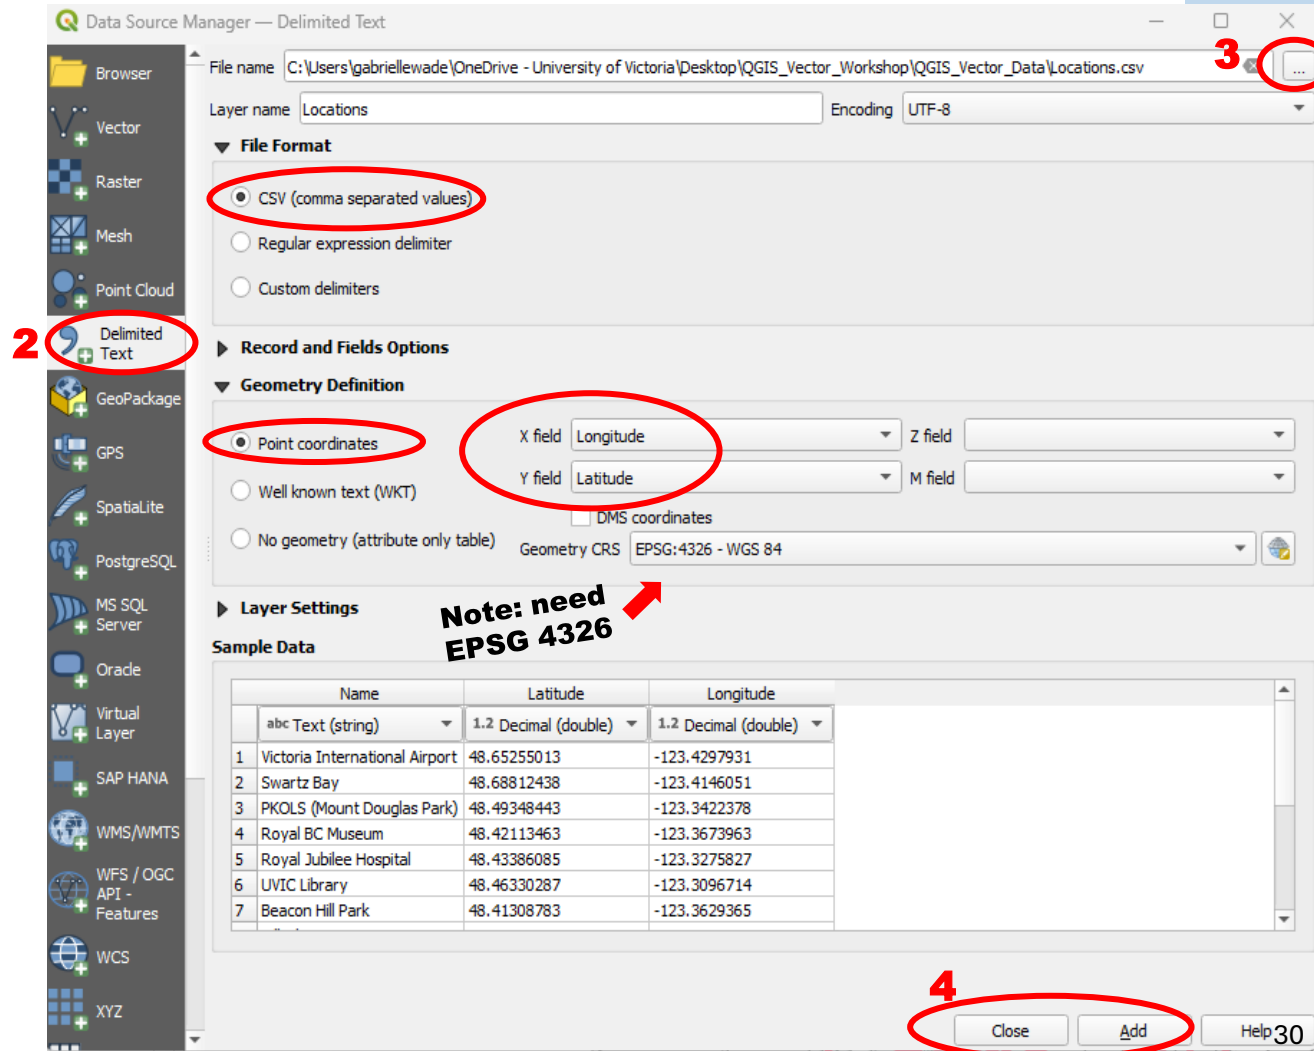 Data Source Manager — Delimited Text
3
Browser
Vector
Raster
Mesh
Point Cloud
2
Delimited
Text
GeoPackage
GPS
SpatiaLite
PostgreSQL
MS SQL
Server
Oracle
Virtual
Layer
SAP HANA
WMS/WMTS
WFS / OGC
API -
Features
WCS
XYZ
File name C:\Users\gabriellewade\OneDrive - University of Victoria\Desktop\QGIS_Vector_Workshop\QGIS_Vector_Data\Locations.csv ...
Layer name Locations Encoding UTF-8
File Format
CSV (comma separated values)
Regular expression delimiter
Custom delimiters
Record and Fields Options
Geometry Definition
Point coordinates X field Longitude Z field
Well known text (WKT) Y field Latitude M field
DMS coordinates
No geometry (attribute only table) Geometry CRS EPSG:4326 - WGS 84
Note: need
EPSG 4326
Layer Settings
Sample Data
Name Latitude Longitude
abc Text (string) 1.2 Decimal (double) 1.2 Decimal (double)
1 Victoria International Airport 48.65255013 -123.4297931
2 Swartz Bay 48.68812438 -123.4146051
3 PKOLS (Mount Douglas Park) 48.49348443 -123.3422378
4 Royal BC Museum 48.42113463 -123.3673963
5 Royal Jubilee Hospital 48.43386085 -123.3275827
6 UVIC Library 48.46330287 -123.3096714
7 Beacon Hill Park 48.41308783 -123.3629365
4
Close Add Help
30